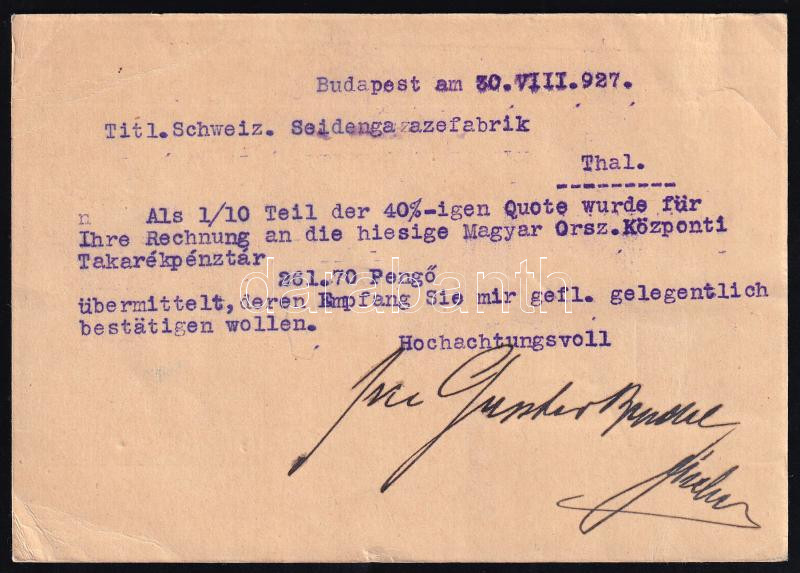 Budapest am 30.VIII.927.
Titl.Schweiz. Seidengazazefabrik
Thal.
n Als 1/10 Teil der 40%-igen Quote wurde für
Ihre Rechnung an die hiesige Magyar Orsz.Központi
Takarékpénztár
261.70 Pengő
übermittelt,deren Empfang Sie mir gefl. gelegentlich
bestätigen wollen.
Hochachtungsvoll
darabanth